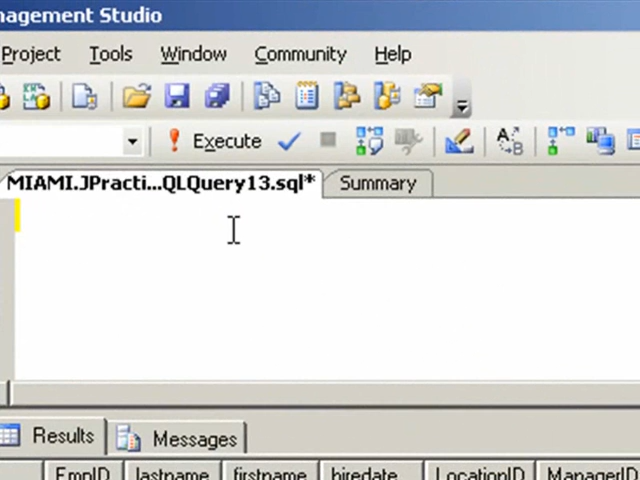 nagement Studio
Project Tools Window Community Help
Execute
MIAMI.JPracti...QLQuery13.sql* Summary
Results Messages
EmpID lastname firstname hiredate LocationID ManagerID